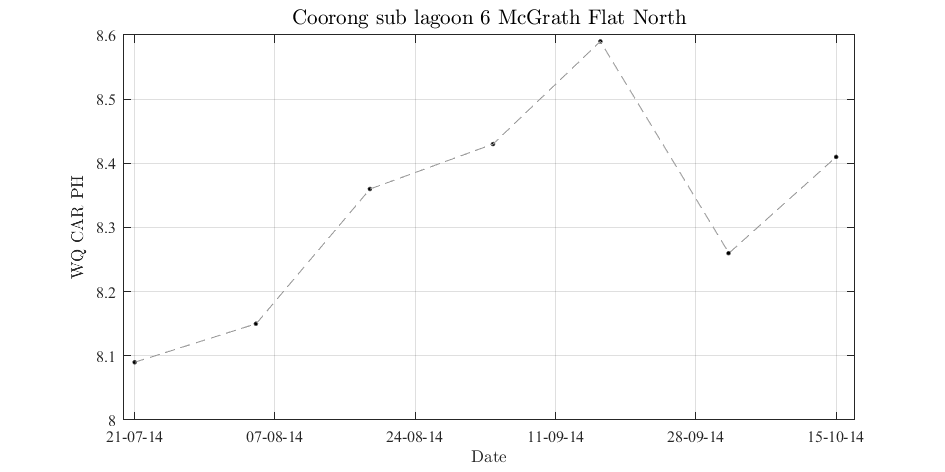 Coorong sub lagoon 6 McGrath Flat North
8.6
8.5
8.4
8.3
8.2
8.1
8
WQ CAR PH
21-07-14 07-08-14 24-08-14 11-09-14 28-09-14 15-10-14
Date